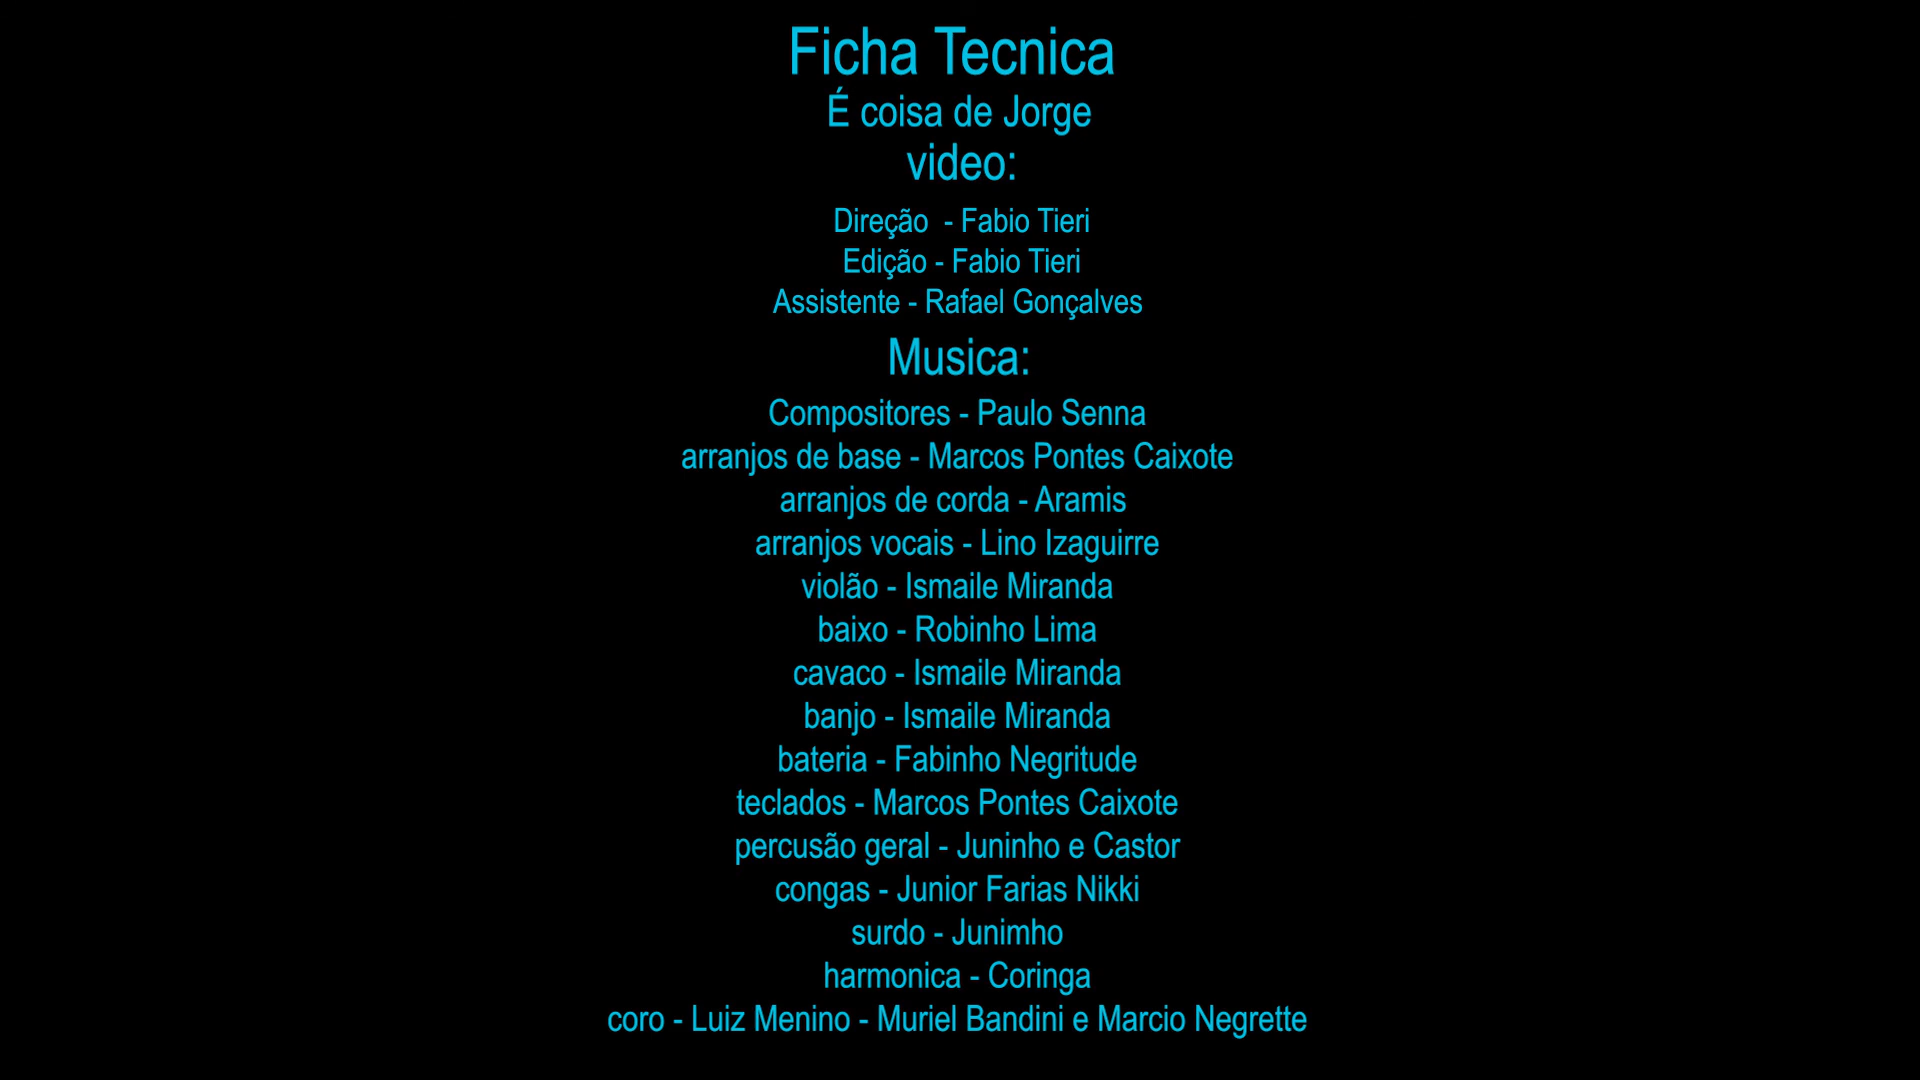 Ficha Tecnica
É coisa de Jorge
video:
Direção - Fabio Tieri
Edição - Fabio Tieri
Assistente - Rafael Gonçalves
Musica:
Compositores - Paulo Senna
arranjos de base - Marcos Pontes Caixote
arranjos de corda - Aramis
arranjos vocais - Lino Izaguirre
violão - Ismaile Miranda
baixo - Robinho Lima
cavaco - Ismaile Miranda
banjo - Ismaile Miranda
bateria - Fabinho Negritude
teclados - Marcos Pontes Caixote
percusão geral - Juninho e Castor
congas - Junior Farias Nikki
surdo - Junimho
harmonica - Coringa
coro - Luiz Menino - Muriel Bandini e Marcio Negrette